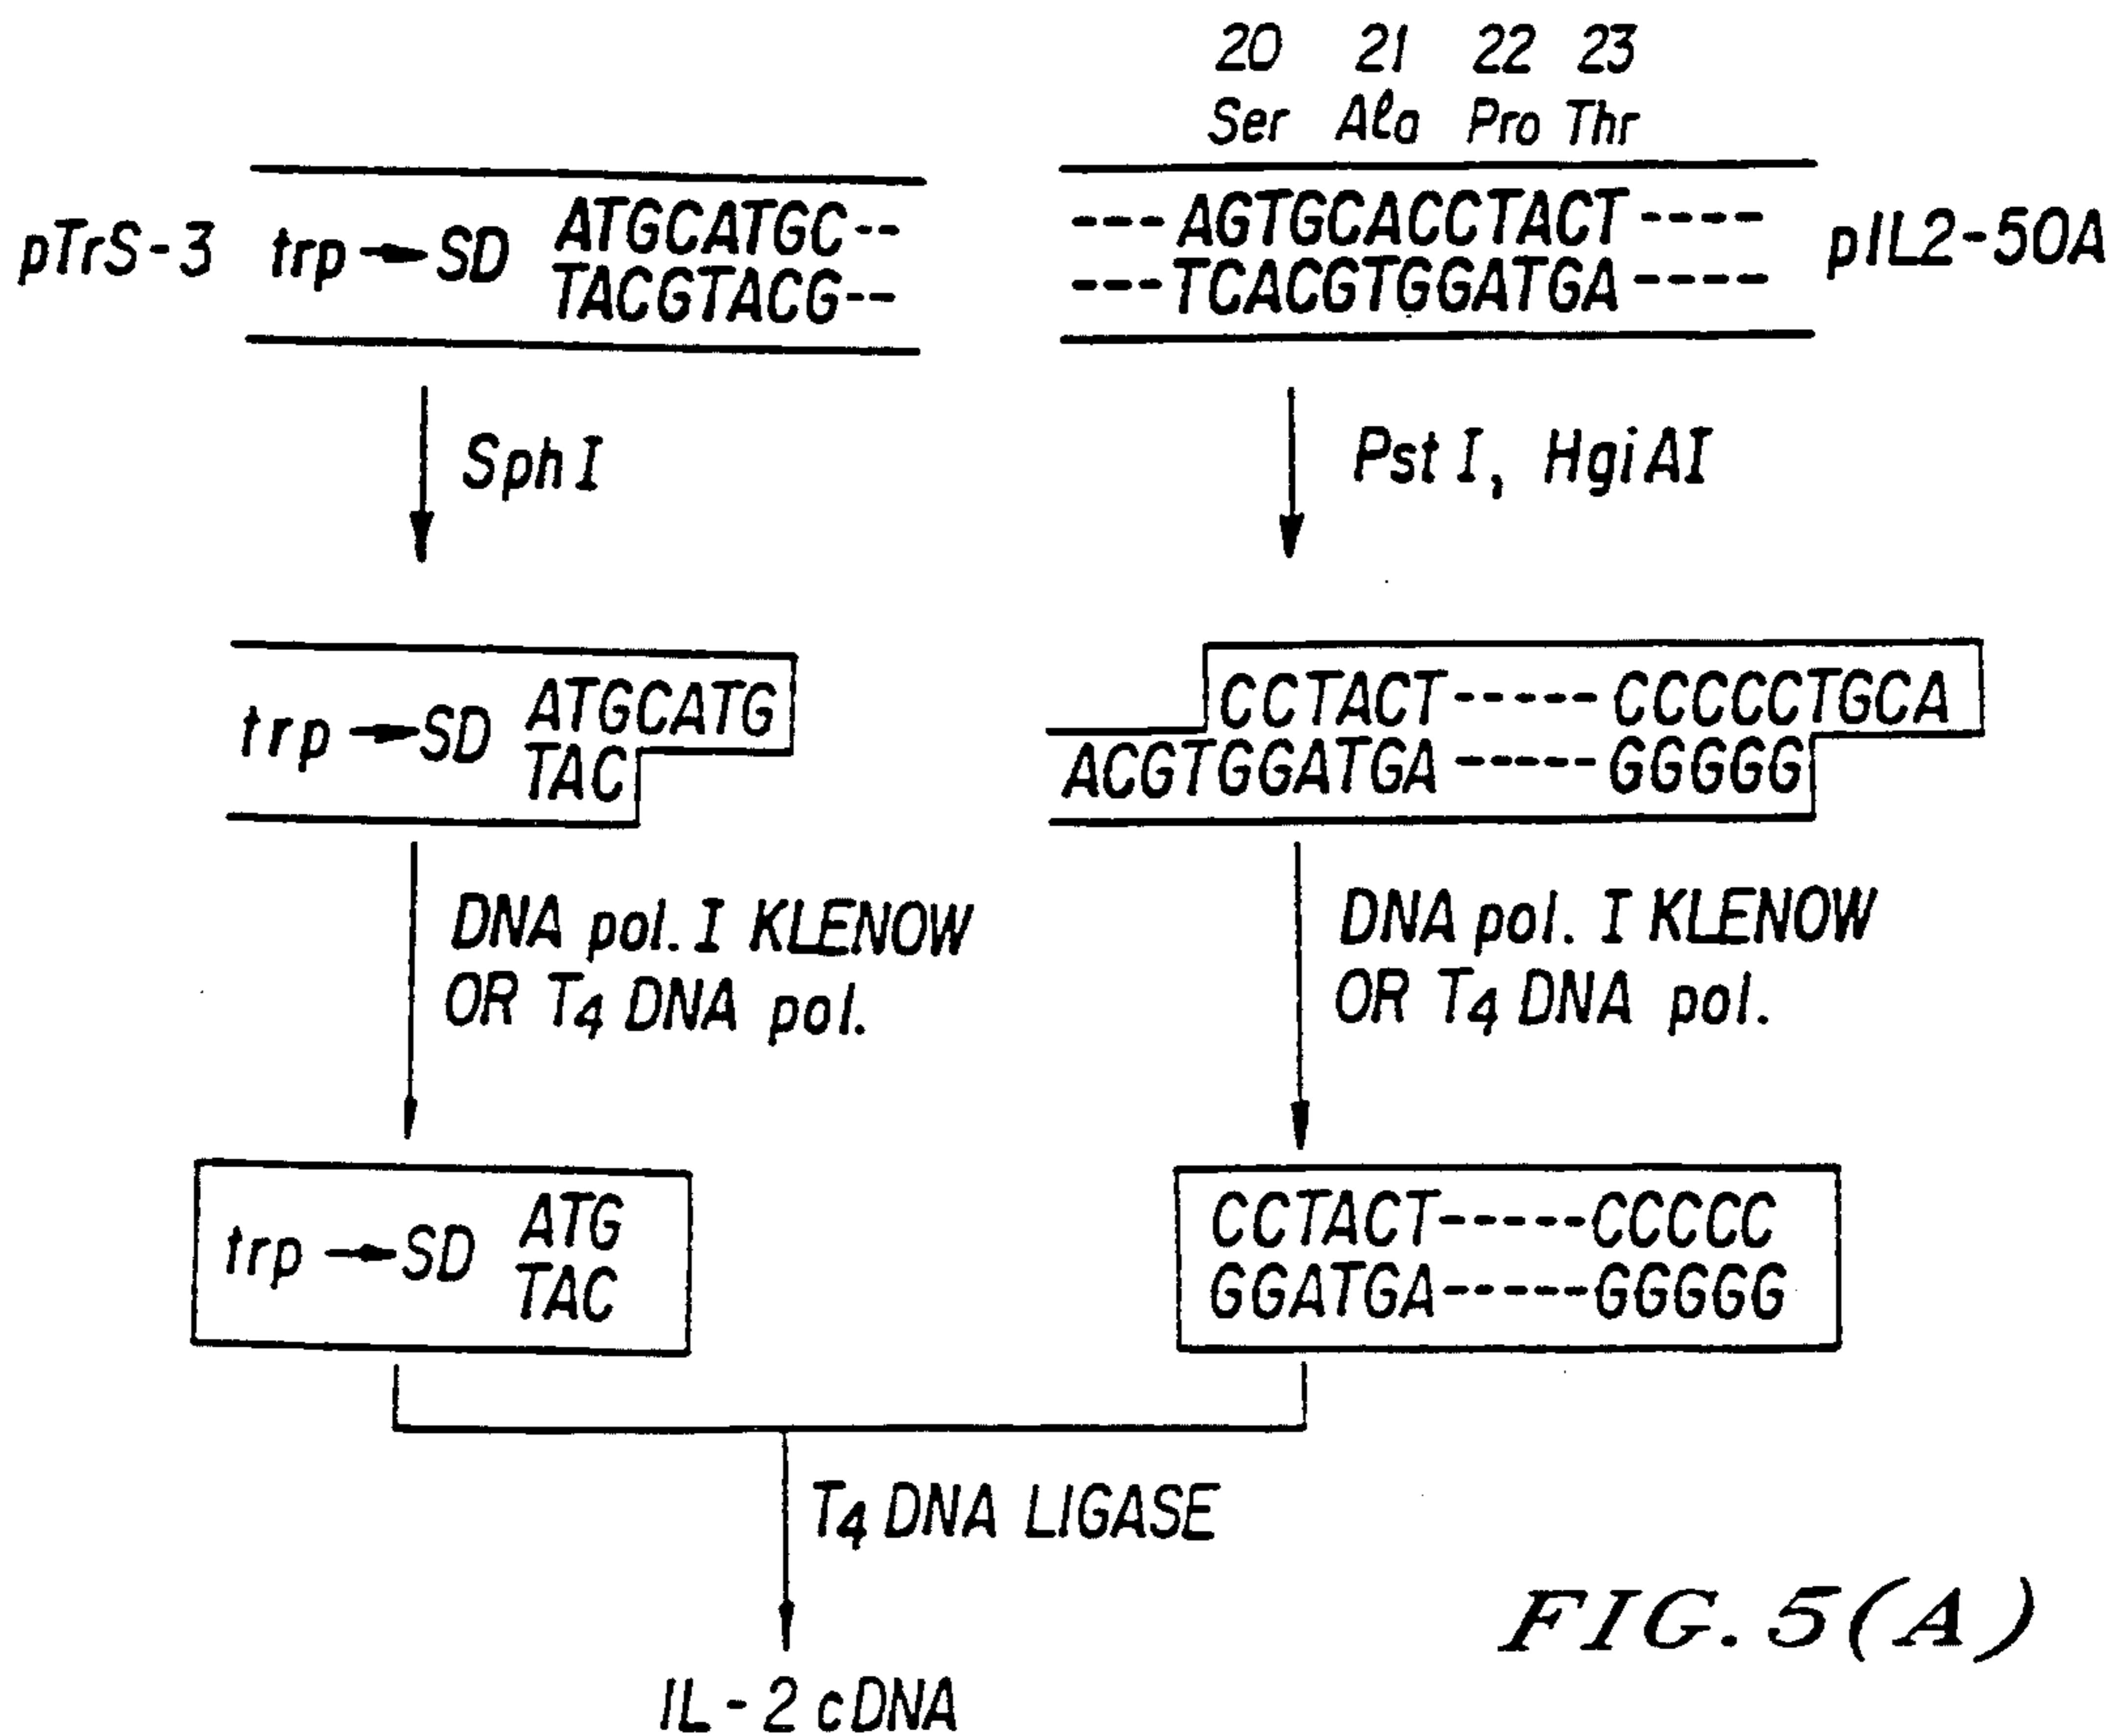 20 21 22 23
Ser Ala Pro Thr
pTrS-3 trp → SD ATGCATGC--
TACGTACG--
---AGTGCACCTACT---- pIL2-50A
---TCACGTGGATGA----
SphI
Pst I, HgiAI
trp → SD ATGCATG
TAC
CCTACT-----CCCCCTGCA
ACGTGGATGA-----GGGGG
DNA pol. I KLENOW
OR T4 DNA pol.
DNA pol. I KLENOW
OR T4 DNA pol.
trp → SD ATG
TAC
CCTACT-----CCCCC
GGATGA-----GGGGG
T4 DNA LIGASE
IL-2 cDNA
FIG. 5(A)